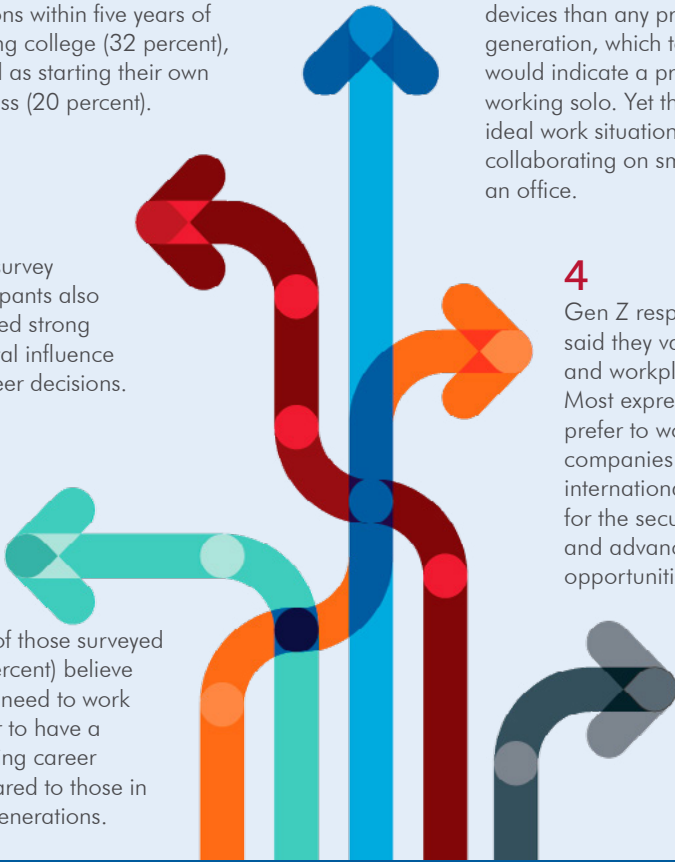 ons within five years of
ng college (32 percent),
l as starting their own
ss (20 percent).
devices than any pr
generation, which t
would indicate a pr
working solo. Yet th
ideal work situation
collaborating on sm
an office.
urvey
pants also
ed strong
al influence
eer decisions.
4
Gen Z resp
said they va
and workpl
Most expre
prefer to wo
companies
internationa
for the secu
and advanc
opportuniti
of those surveyed
ercent) believe
need to work
r to have a
ing career
ared to those in
enerations.